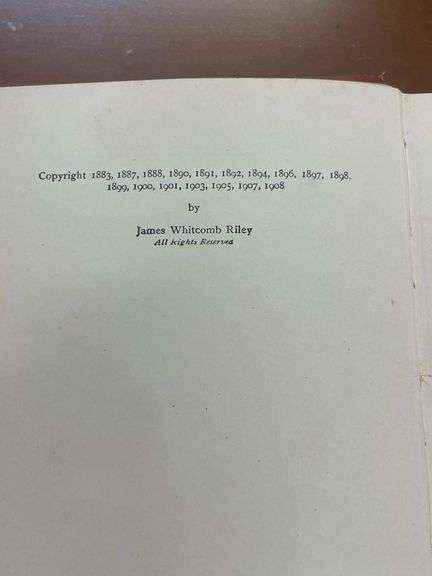 Copyright 1883, 1887, 1888, 1890, 1891, 1892, 1894, 1896, 1897, 1898,
1899, 1900, 1901, 1903, 1905, 1907, 1908
by
James Whitcomb Riley
All Rights Reserved